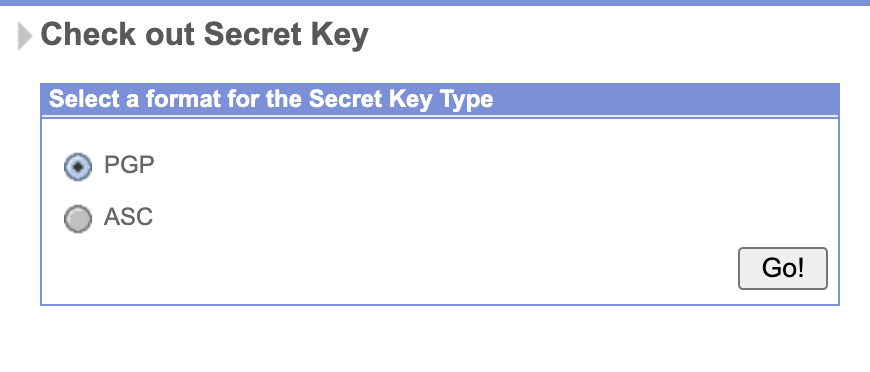 Check out Secret Key
Select a format for the Secret Key Type
PGP
ASC
Go!